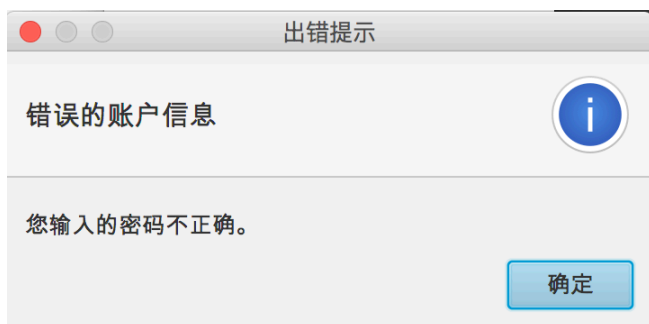 出错提示
错误的账户信息
您输入的密码不正确。
确定